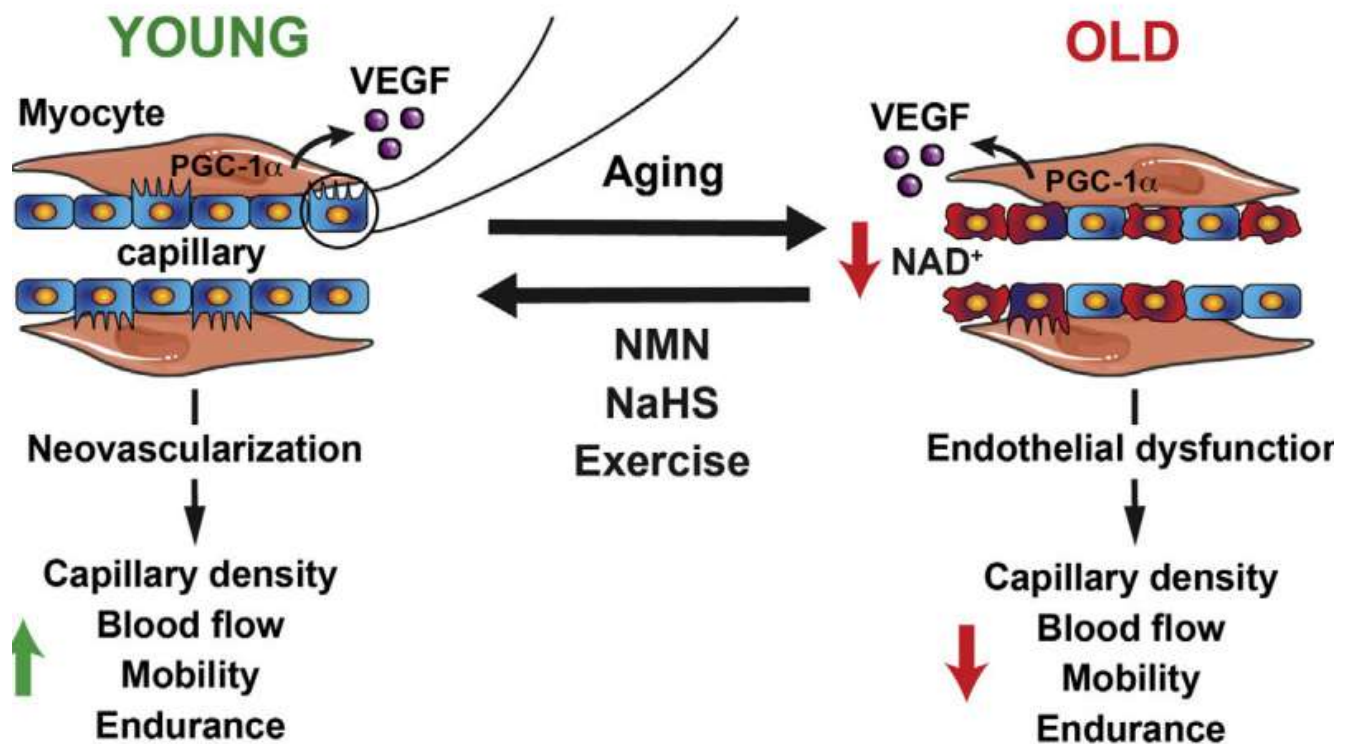 YOUNG
VEGF
Myocyte
PGC-1α
capillary
Neovascularization
Capillary density
Blood flow
Mobility
Endurance
Aging
NMN
NaHS
Exercise
OLD
VEGF
PGC-1α
NAD⁺
Endothelial dysfunction
Capillary density
Blood flow
Mobility
Endurance